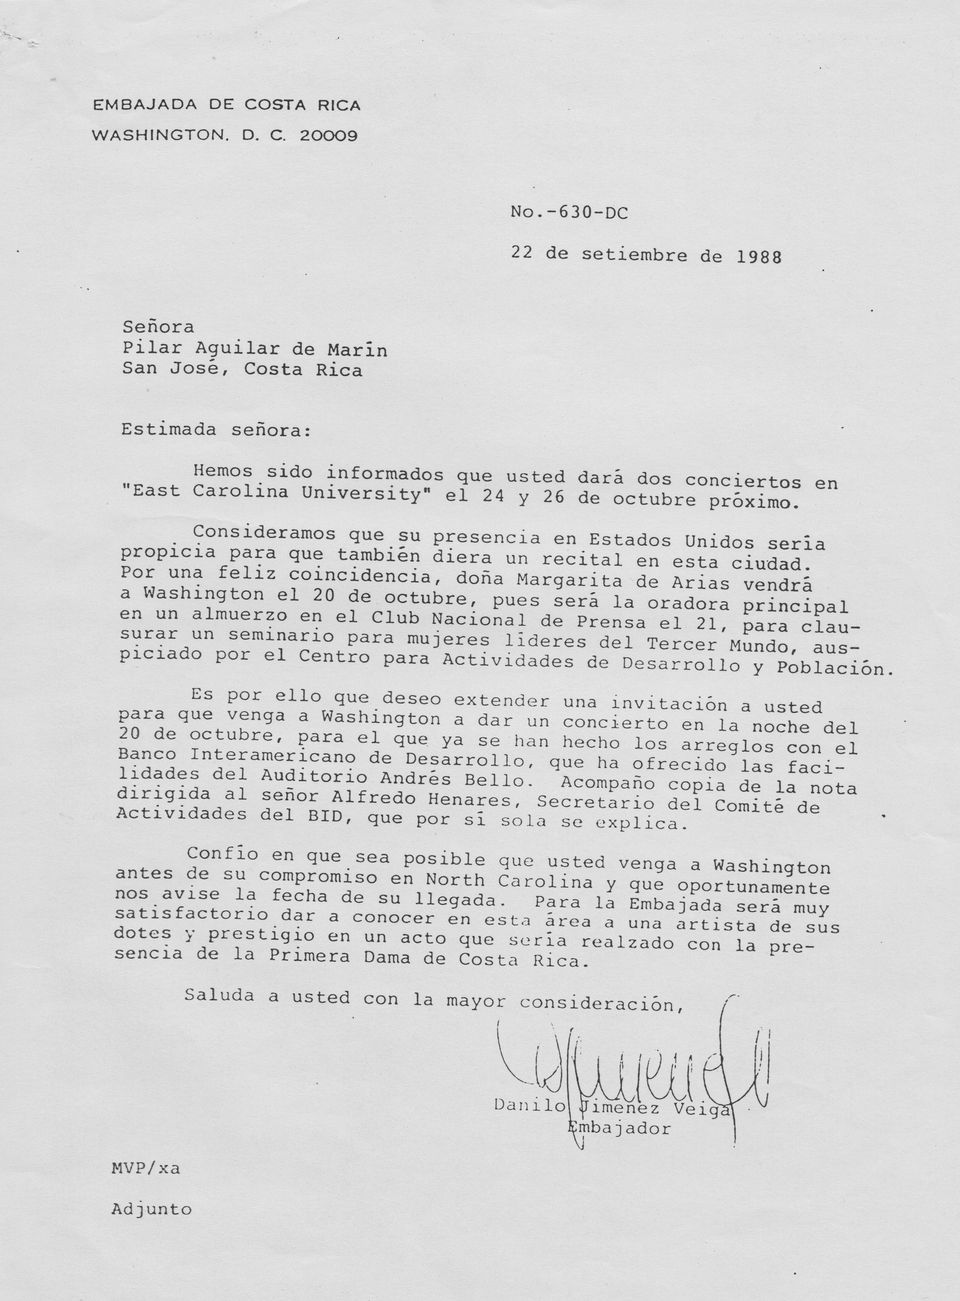 EMBAJADA DE COSTA RICA
WASHINGTON. D. C. 20009
No.-630-DC
22 de setiembre de 1988
Señora
Pilar Aguilar de Marín
San José, Costa Rica
Estimada señora:
Hemos sido informados que usted dará dos conciertos en
"East Carolina University" el 24 y 26 de octubre próximo.
Consideramos que su presencia en Estados Unidos sería
propicia para que también diera un recital en esta ciudad.
Por una feliz coincidencia, doña Margarita de Arias vendrá
a Washington el 20 de octubre, pues será la oradora principal
en un almuerzo en el Club Nacional de Prensa el 21, para clau-
surar un seminario para mujeres líderes del Tercer Mundo, aus-
piciado por el Centro para Actividades de Desarrollo y Población.
Es por ello que deseo extender una invitación a usted
para que venga a Washington a dar un concierto en la noche del
20 de octubre, para el que ya se han hecho los arreglos con el
Banco Interamericano de Desarrollo, que ha ofrecido las faci-
lidades del Auditorio Andrés Bello. Acompaño copia de la nota
dirigida al señor Alfredo Henares, Secretario del Comité de
Actividades del BID, que por sí sola se explica.
Confío en que sea posible que usted venga a Washington
antes de su compromiso en North Carolina y que oportunamente
nos avise la fecha de su llegada. Para la Embajada será muy
satisfactorio dar a conocer en esta área a una artista de sus
dotes y prestigio en un acto que sería realzado con la pre-
sencia de la Primera Dama de Costa Rica.
Saluda a usted con la mayor consideración,
Danilo Jiménez Veiga
Embajador
MVP/xa
Adjunto